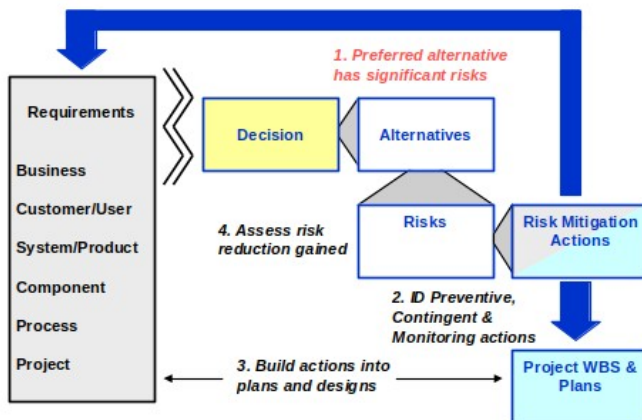 1. Preferred alternative
has significant risks
Requirements
Business
Customer/User
System/Product
Component
Process
Project
Decision
Alternatives
4. Assess risk
reduction gained
Risks
Risk Mitigation
Actions
2. ID Preventive,
Contingent &
Monitoring actions
3. Build actions into
plans and designs
Project WBS &
Plans